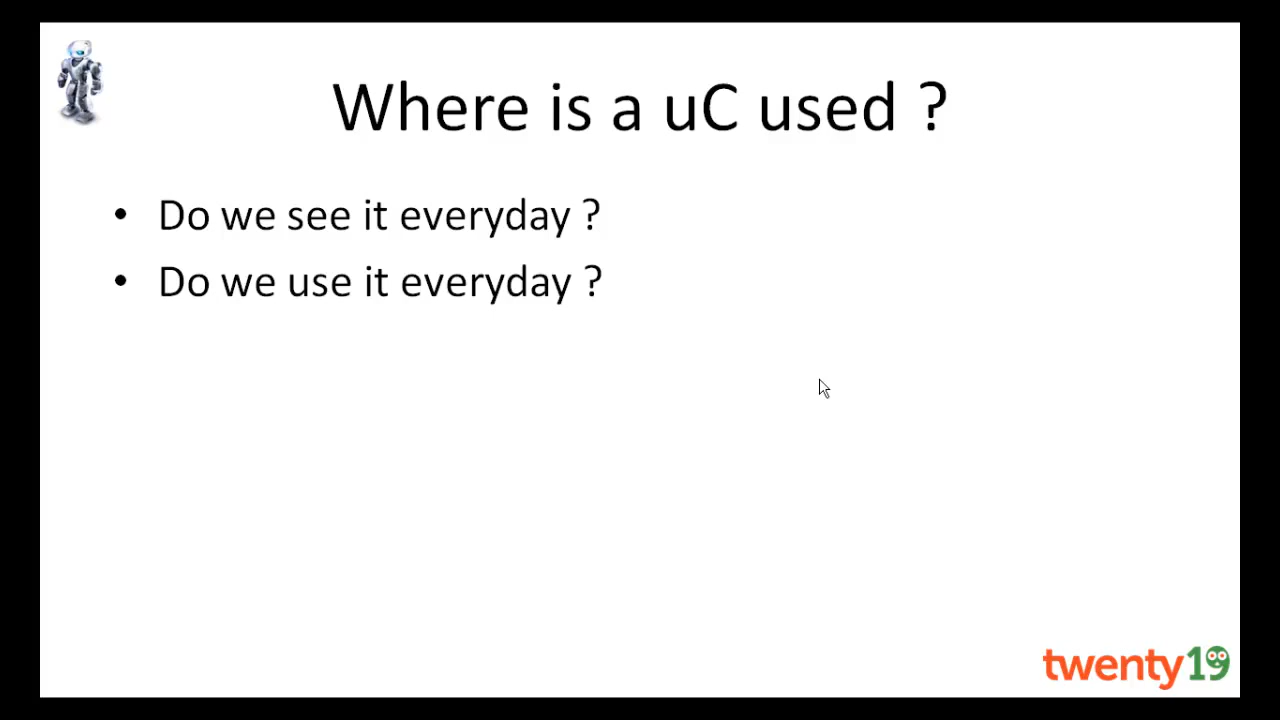 Where is a uC used ?
• Do we see it everyday ?
• Do we use it everyday ?
twenty19